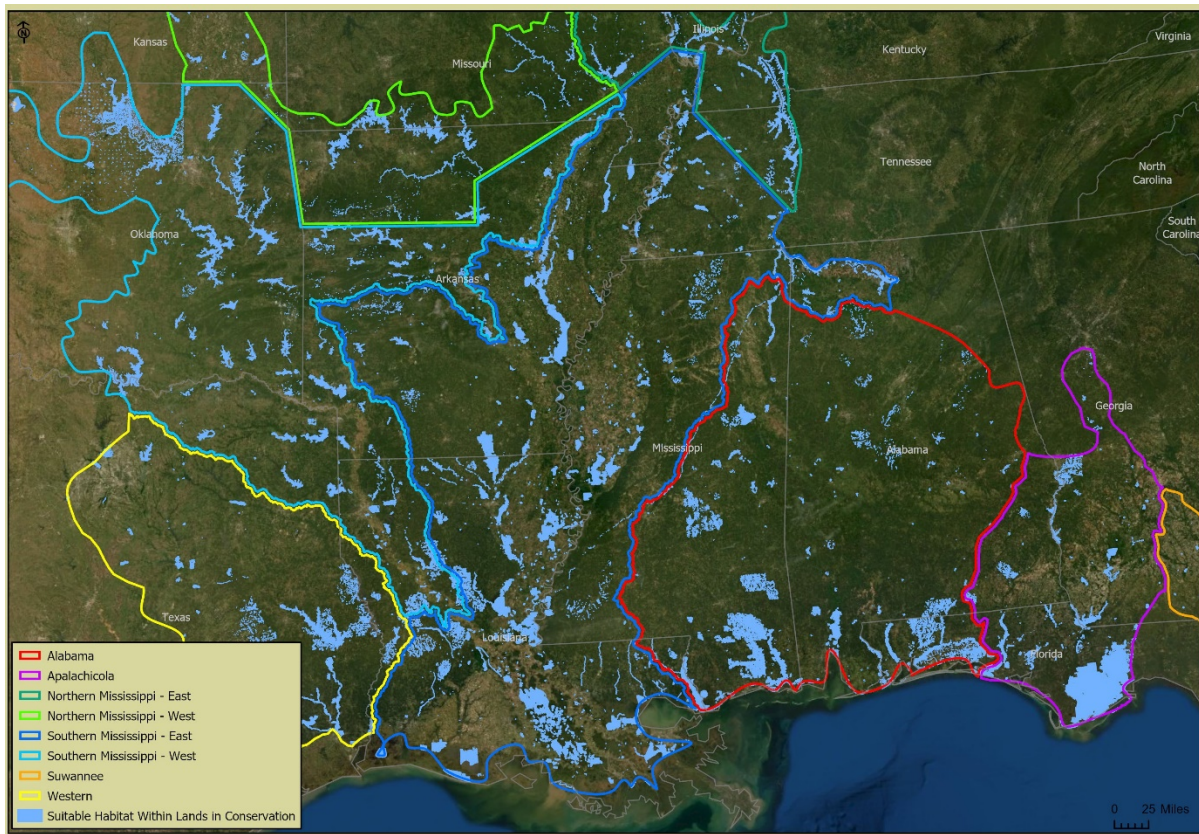 N
Kansas
Missouri
Illinois
Kentucky
Virginia
Tennessee
North
Carolina
South
Carolina
Oklahoma
Arkansas
Mississippi
Alabama
Georgia
Texas
Louisiana
Florida
Alabama
Apalachicola
Northern Mississippi - East
Northern Mississippi - West
Southern Mississippi - East
Southern Mississippi - West
Suwannee
Western
Suitable Habitat Within Lands in Conservation
0 25 Miles